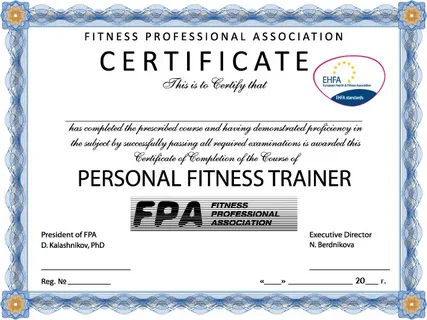 FITNESS PROFESSIONAL ASSOCIATION
CERTIFICATE
This is to Certify that
EHFA
European Health & Fitness Association
EHFA standards
has completed the prescribed course and having demonstrated proficiency in
the subject by successfully passing all required examinations is awarded this
Certificate of Completion of the Course of
PERSONAL FITNESS TRAINER
FPA
FITNESS
PROFESSIONAL
ASSOCIATION
President of FPA
D. Kalashnikov, PhD
Executive Director
N. Berdnikova
Reg. № ____________
«____» ________________ 20___ г.